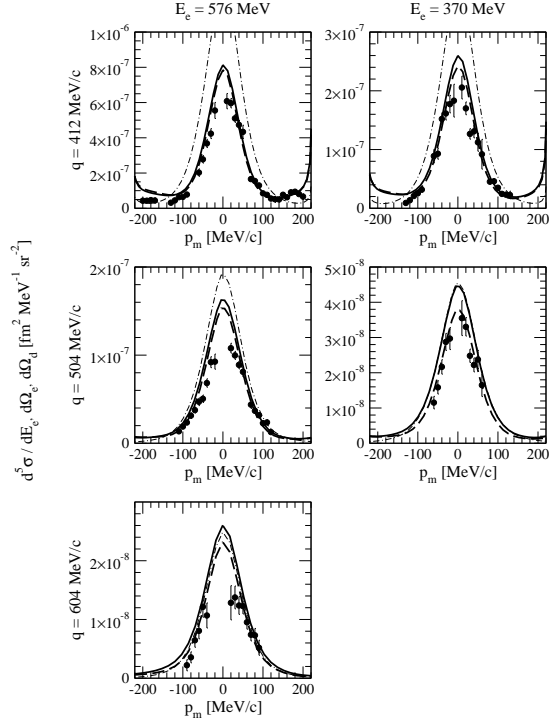 E_e = 576 MeV
E_e = 370 MeV
1×10^-6
8×10^-7
6×10^-7
4×10^-7
2×10^-7
0
q = 412 MeV/c
-200 -100 0 100 200
p_m [MeV/c]
3×10^-7
2×10^-7
1×10^-7
0
-200 -100 0 100 200
p_m [MeV/c]
d^5σ / dE_e' dΩ_e' dΩ_d [fm^2 MeV^-1 sr^-2]
2×10^-7
1×10^-7
0
q = 504 MeV/c
-200 -100 0 100 200
p_m [MeV/c]
5×10^-8
4×10^-8
3×10^-8
2×10^-8
1×10^-8
0
-200 -100 0 100 200
p_m [MeV/c]
2×10^-8
1×10^-8
0
q = 604 MeV/c
-200 -100 0 100 200
p_m [MeV/c]